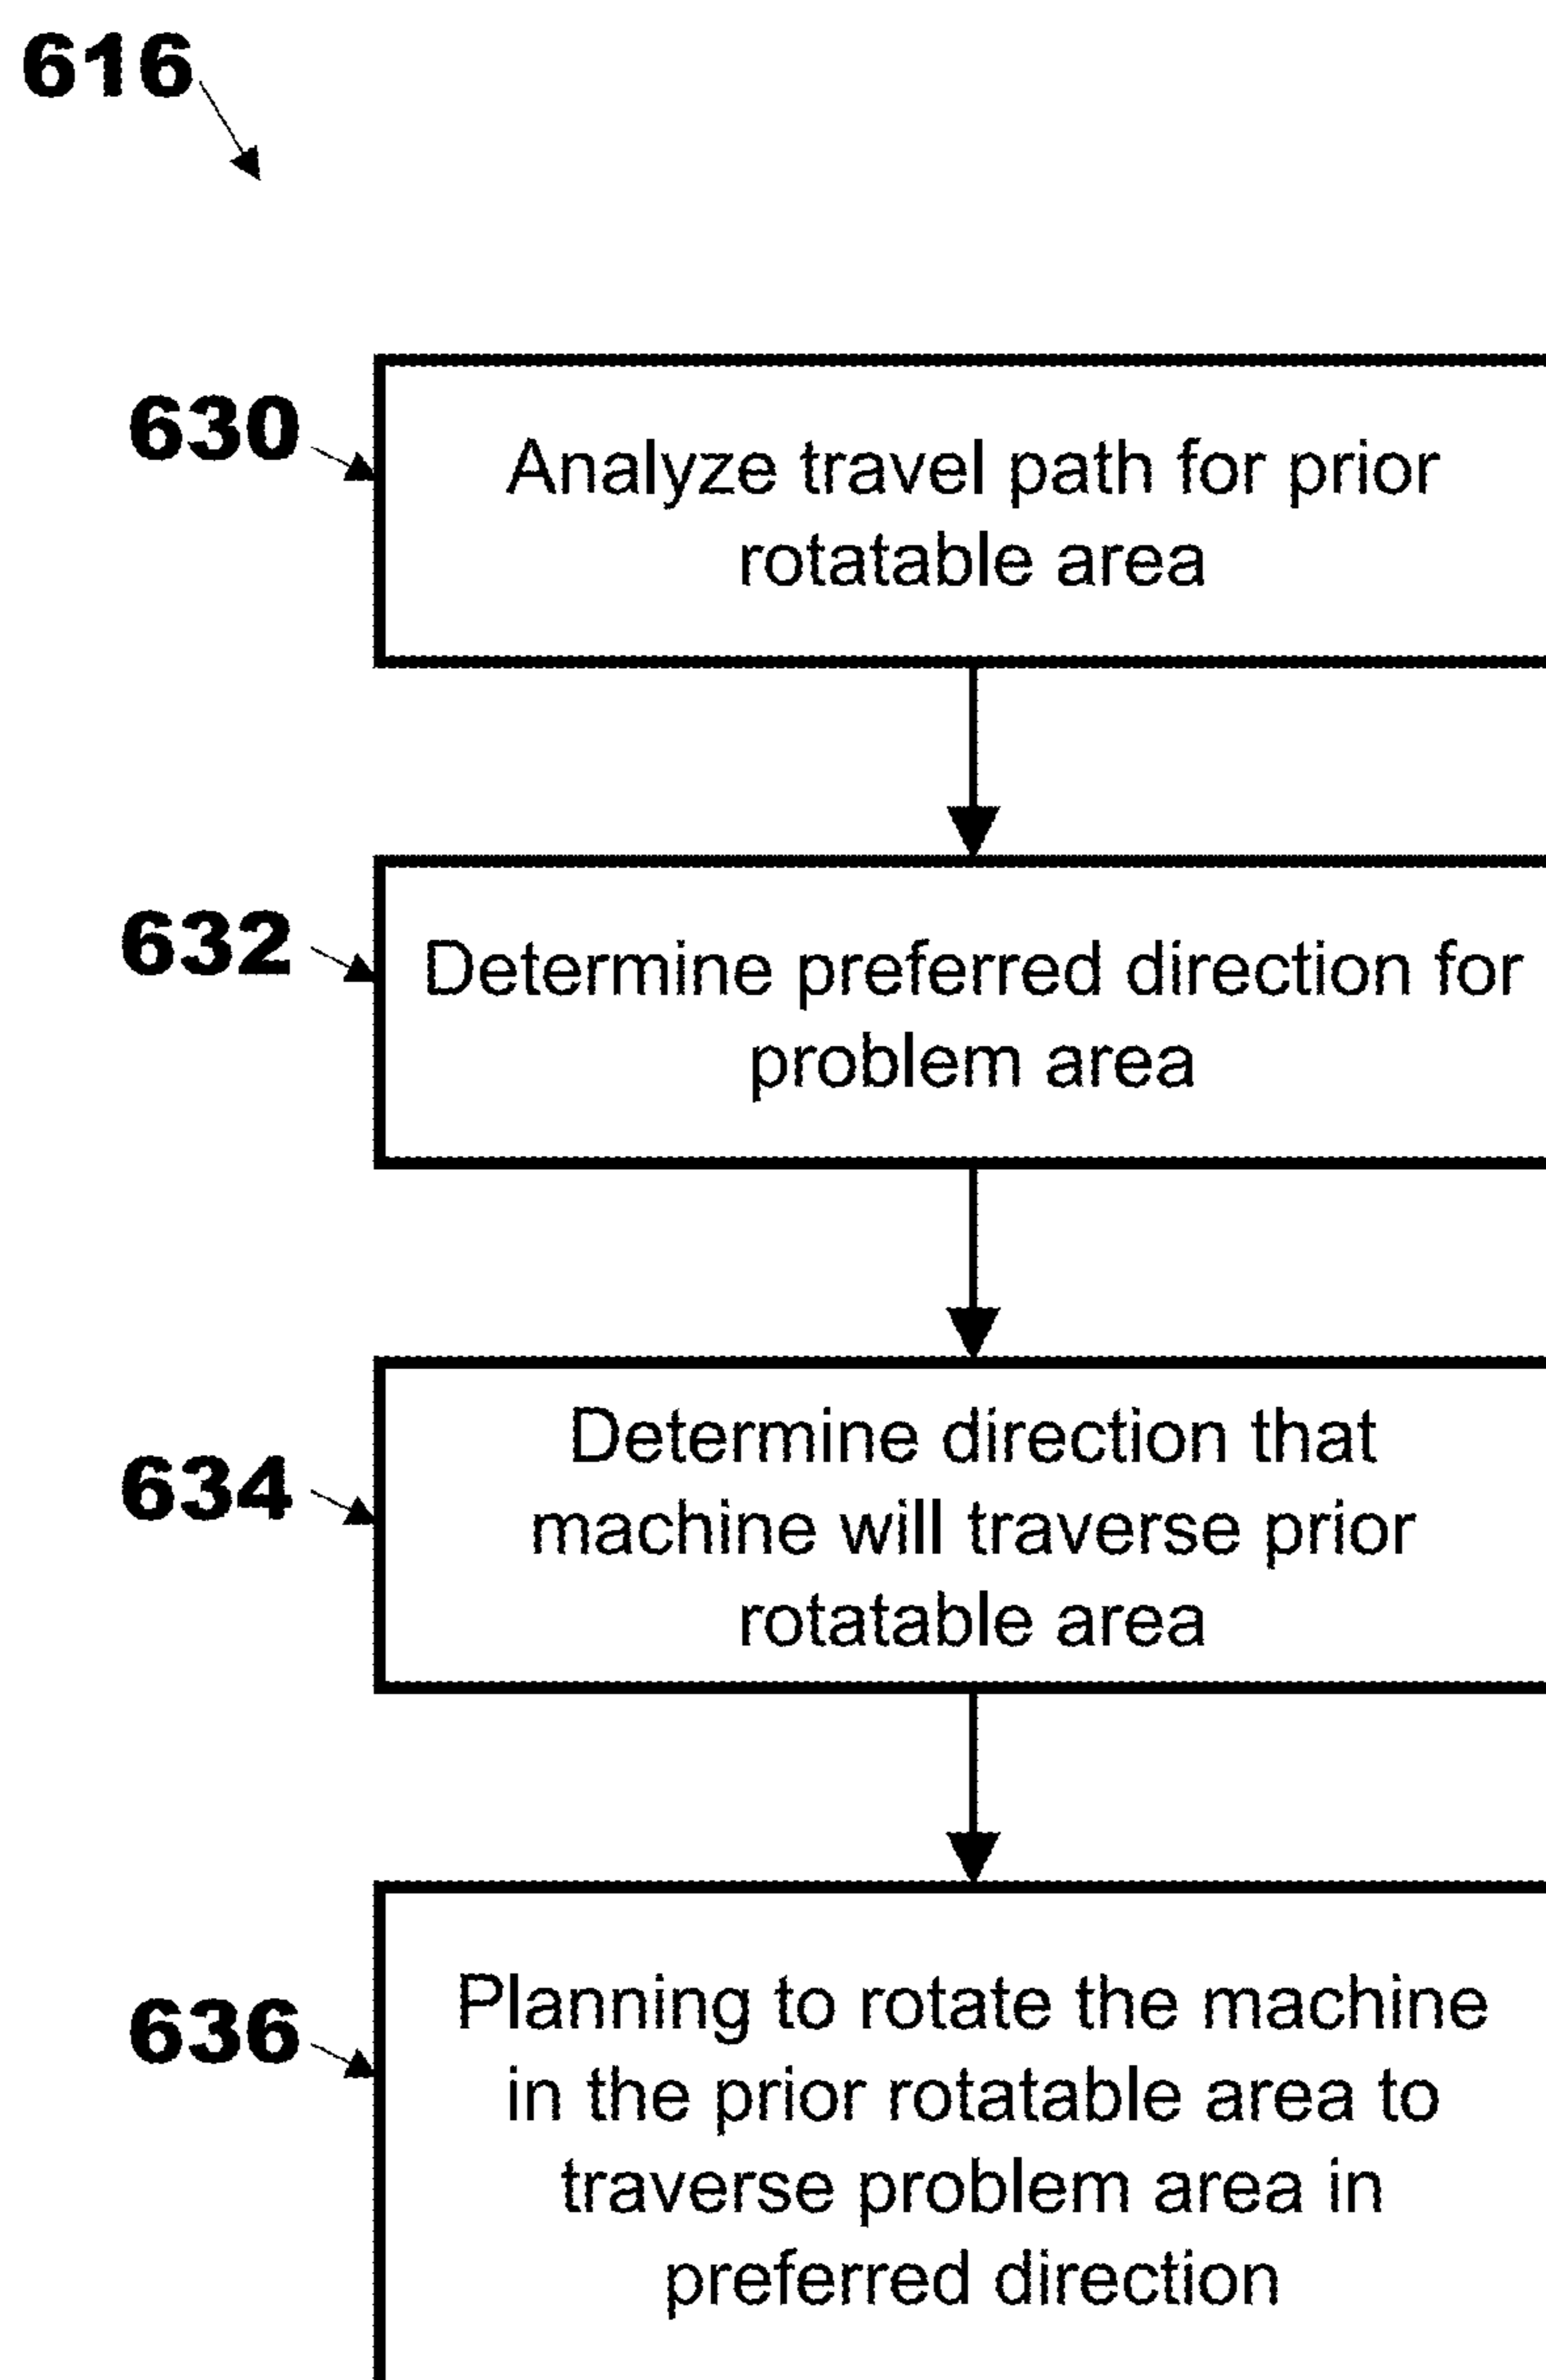 616
630
Analyze travel path for prior
rotatable area
632
Determine preferred direction for
problem area
634
Determine direction that
machine will traverse prior
rotatable area
636
Planning to rotate the machine
in the prior rotatable area to
traverse problem area in
preferred direction